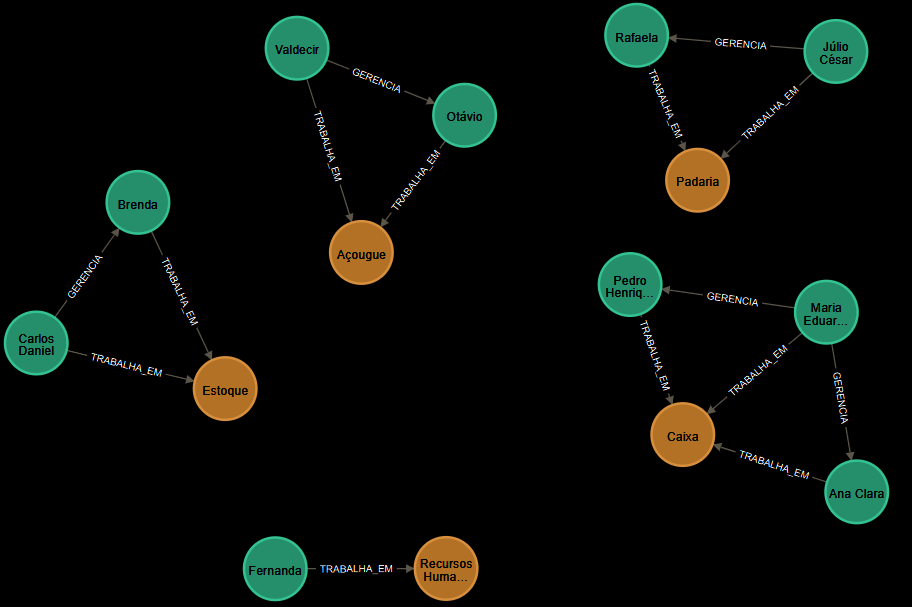 Valdecir
GERENCIA
Otávio
TRABALHA_EM
TRABALHA_EM
Açougue
Rafaela
GERENCIA
Júlio
César
TRABALHA_EM
TRABALHA_EM
Padaria
Brenda
GERENCIA
TRABALHA_EM
Carlos
Daniel
TRABALHA_EM
Estoque
Pedro
Henriq...
GERENCIA
Maria
Eduar...
TRABALHA_EM
TRABALHA_EM
GERENCIA
Caixa
TRABALHA_EM
Ana Clara
Fernanda
TRABALHA_EM
Recursos
Huma...